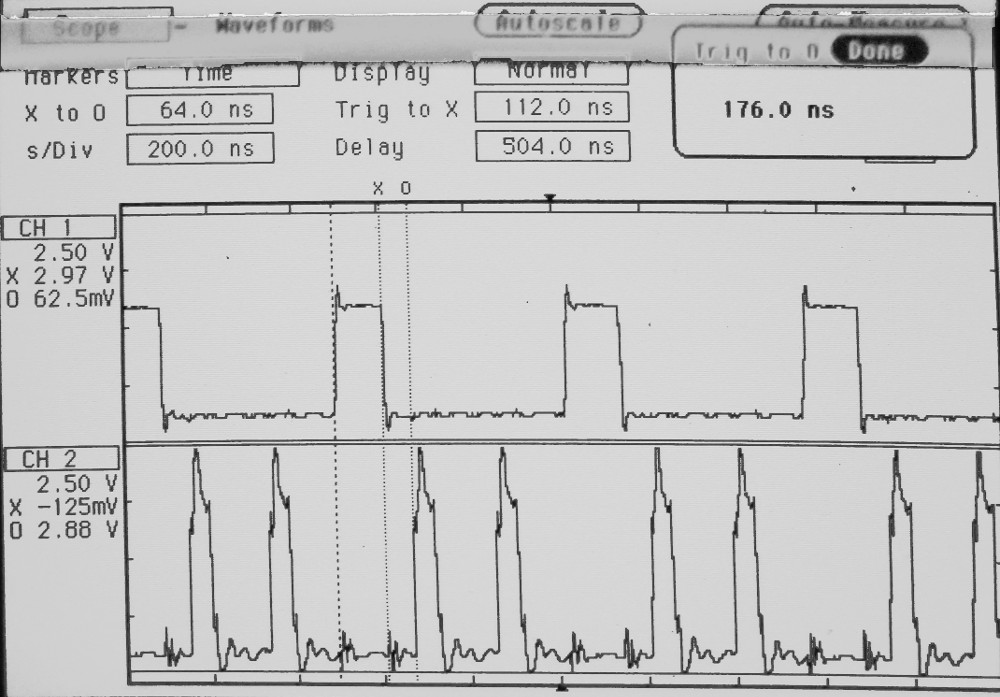 Scope - Waveforms Autoscale Auto-Measure
Markers Time Display Normal Trig to O Done
X to O 64.0 ns Trig to X 112.0 ns 176.0 ns
s/Div 200.0 ns Delay 504.0 ns
X O
CH 1
2.50 V
X 2.97 V
O 62.5mV
CH 2
2.50 V
X -125mV
O 2.88 V